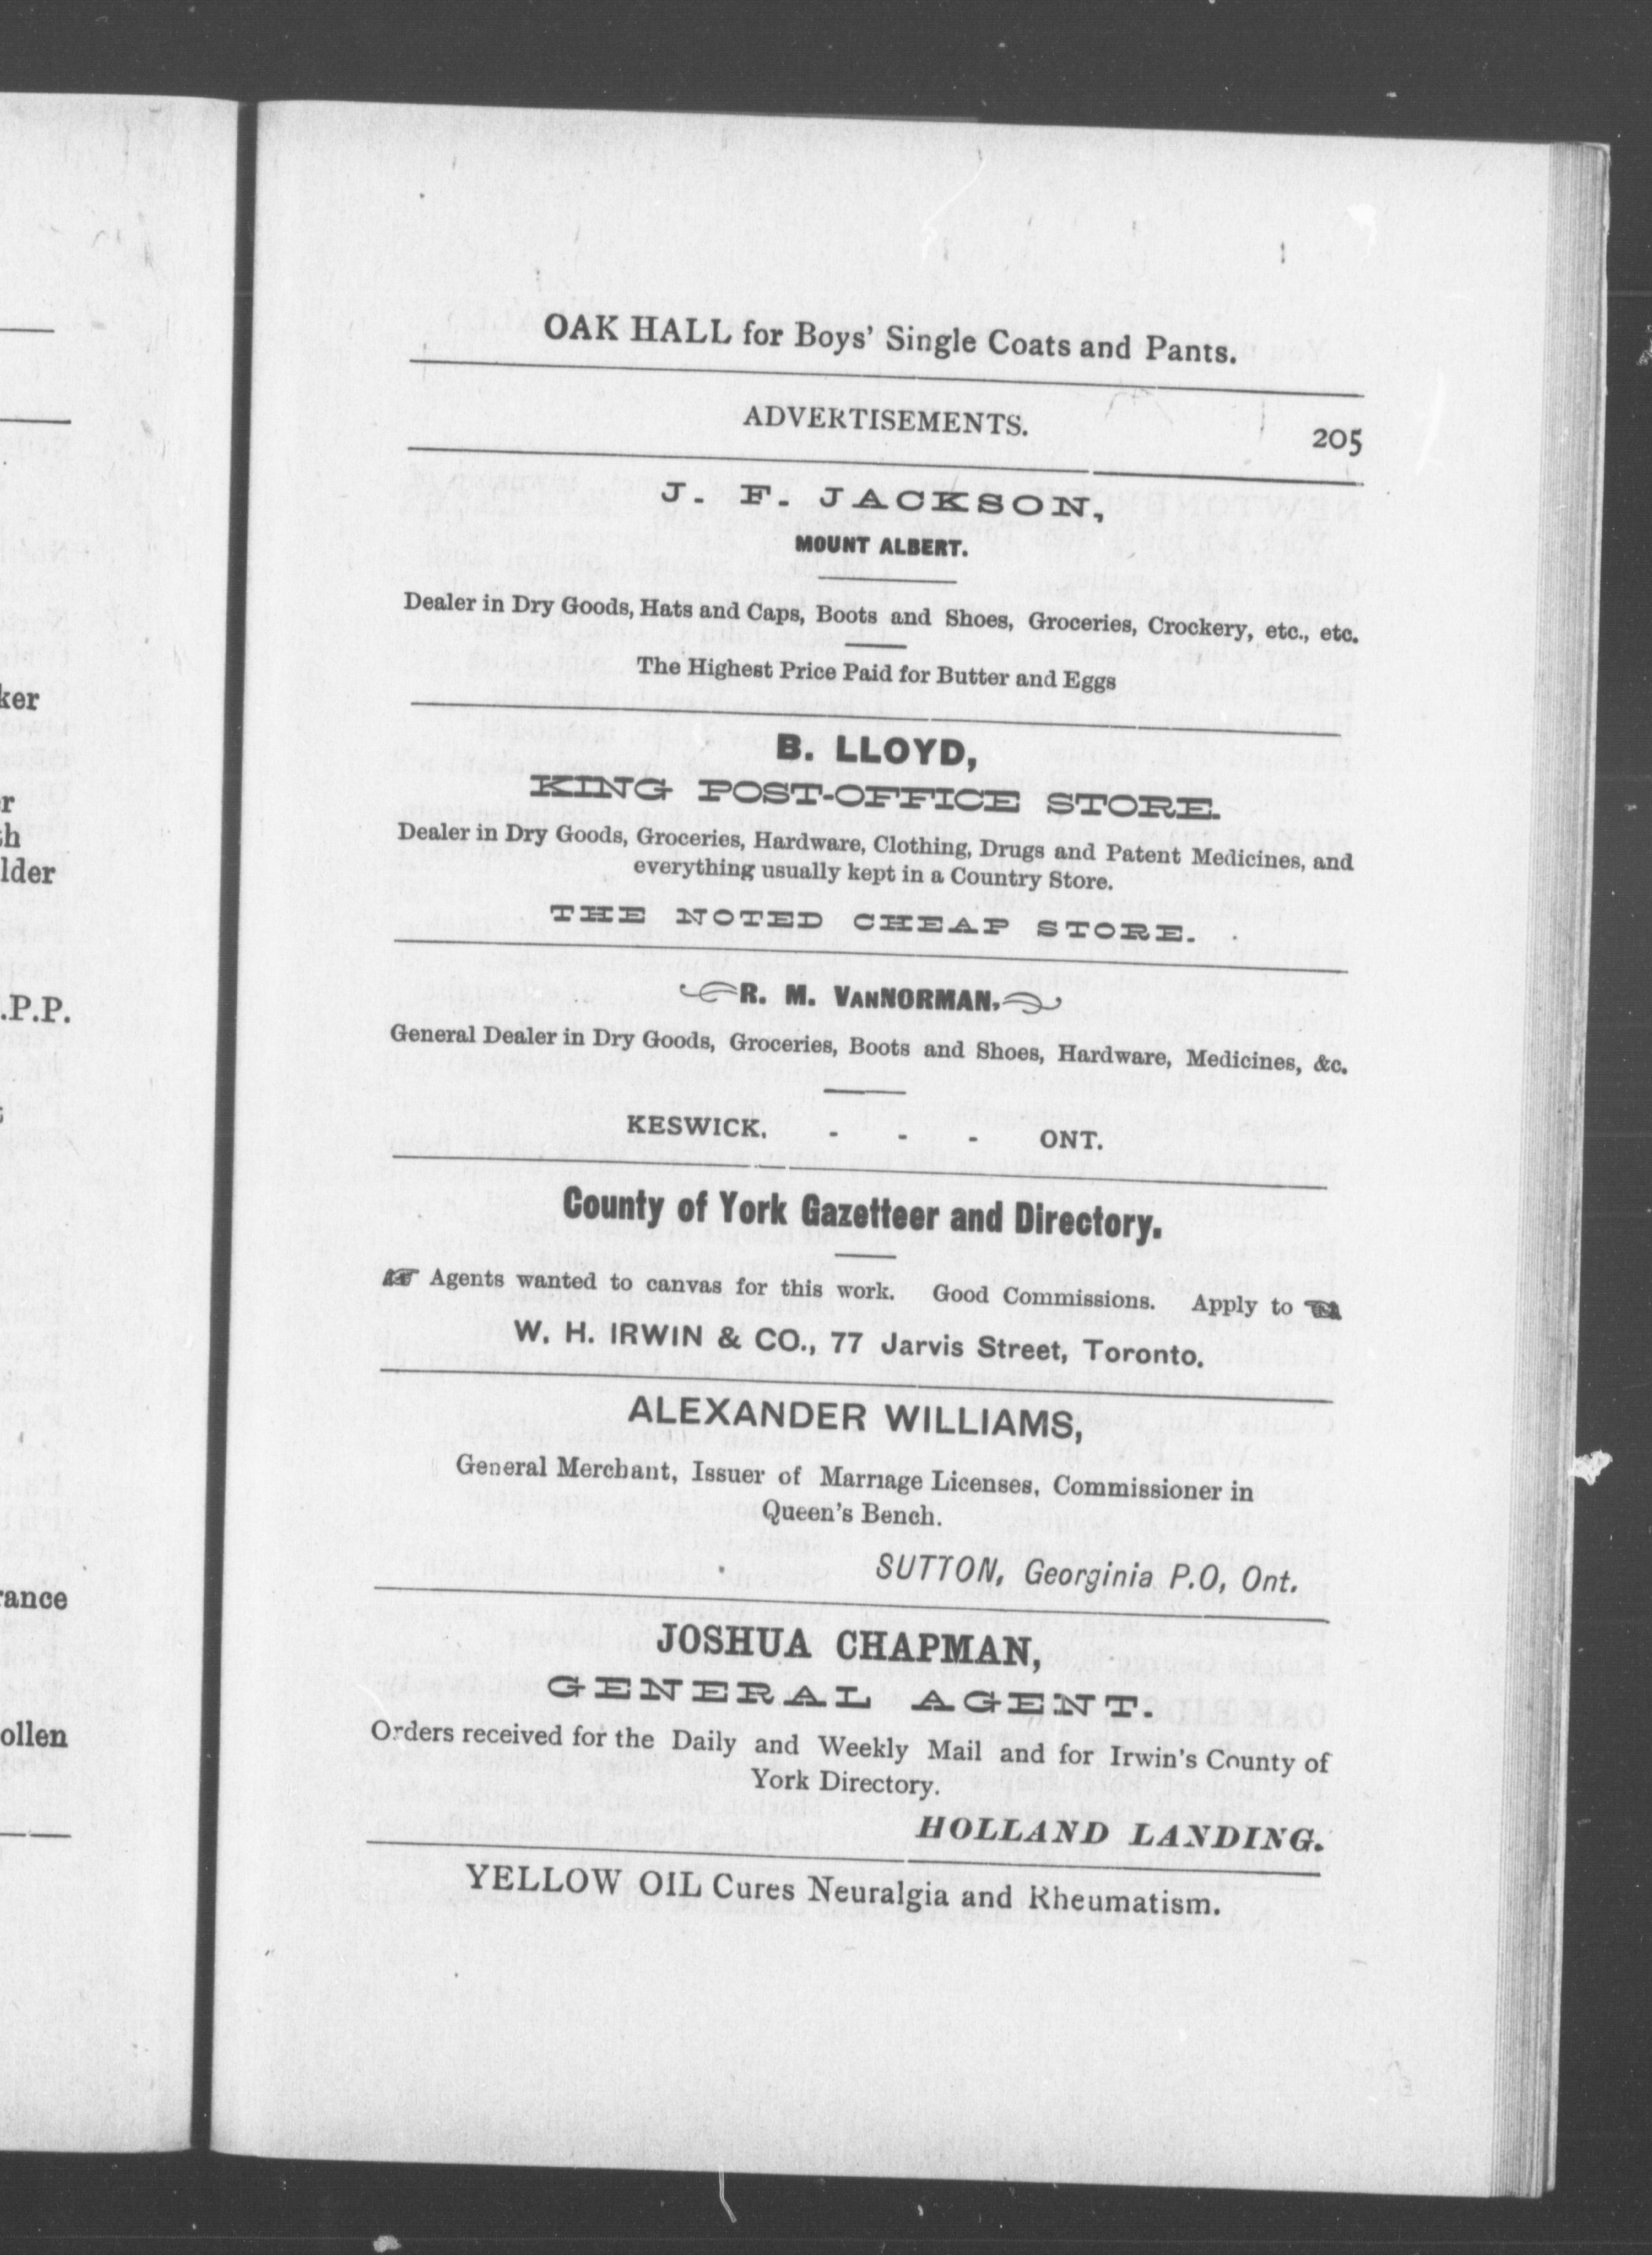 OAK HALL for Boys' Single Coats and Pants.
ADVERTISEMENTS. 205
J. F. JACKSON,
MOUNT ALBERT.
Dealer in Dry Goods, Hats and Caps, Boots and Shoes, Groceries, Crockery, etc., etc.
The Highest Price Paid for Butter and Eggs
B. LLOYD,
KING POST-OFFICE STORE.
Dealer in Dry Goods, Groceries, Hardware, Clothing, Drugs and Patent Medicines, and
everything usually kept in a Country Store.
THE NOTED CHEAP STORE.
R. M. VANNORMAN,
General Dealer in Dry Goods, Groceries, Boots and Shoes, Hardware, Medicines, &c.
KESWICK. - - - ONT.
County of York Gazetteer and Directory.
☞ Agents wanted to canvas for this work. Good Commissions. Apply to ☜
W. H. IRWIN & CO., 77 Jarvis Street, Toronto.
ALEXANDER WILLIAMS,
General Merchant, Issuer of Marriage Licenses, Commissioner in
Queen's Bench.
SUTTON, Georginia P.O, Ont.
JOSHUA CHAPMAN,
GENERAL AGENT.
Orders received for the Daily and Weekly Mail and for Irwin's County of
York Directory.
HOLLAND LANDING.
YELLOW OIL Cures Neuralgia and Rheumatism.
ker
r
th
lder
.P.P.
rance
ollen